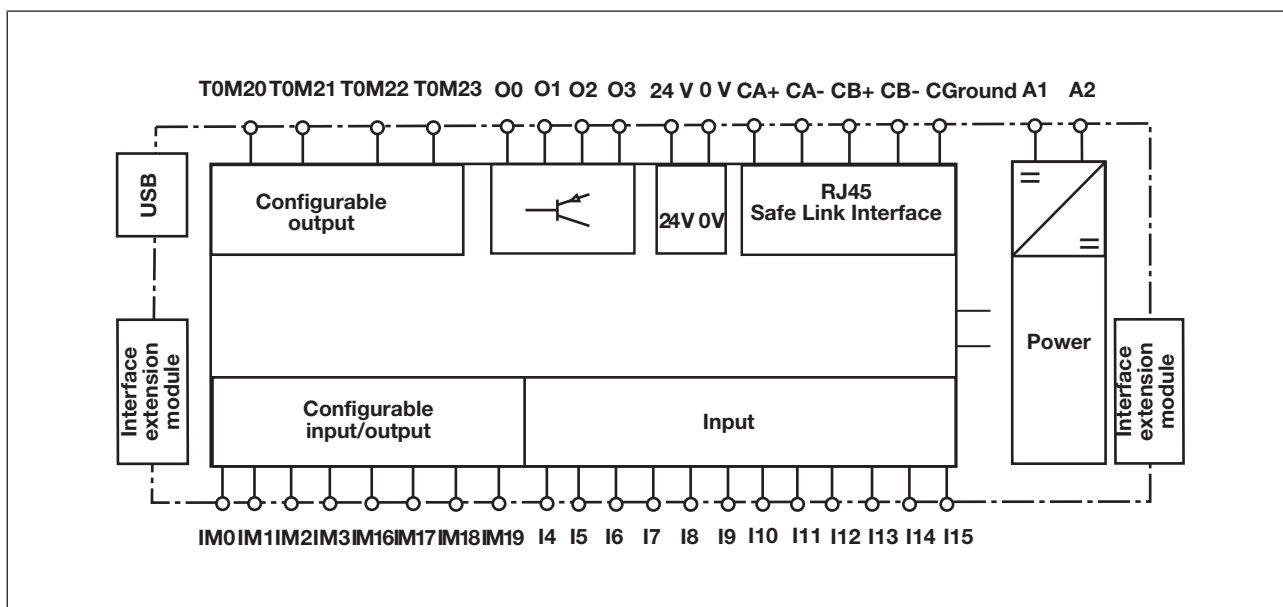 T0M20 T0M21 T0M22 T0M23 O0 O1 O2 O3 24 V 0 V CA+ CA- CB+ CB- CGround A1 A2
USB
Configurable
output
24V 0V
RJ45
Safe Link Interface
Interface
extension
module
Power
Interface
extension
module
Configurable
input/output
Input
IM0 IM1 IM2 IM3 IM16 IM17 IM18 IM19 I4 I5 I6 I7 I8 I9 I10 I11 I12 I13 I14 I15